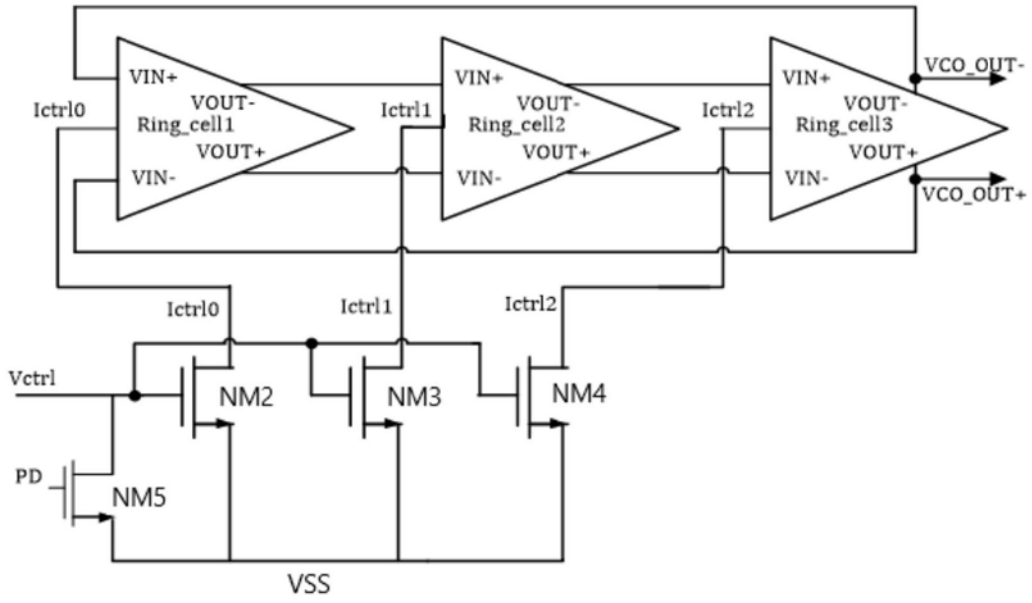 VIN+
VOUT-
Ictrl0
Ring_cell1
VOUT+
VIN-
VIN+
VOUT-
Ictrl1
Ring_cell2
VOUT+
VIN-
VIN+
VOUT-
Ictrl2
Ring_cell3
VOUT+
VIN-
VCO_OUT-
VCO_OUT+
Ictrl0
Ictrl1
Ictrl2
Vctrl
NM2
NM3
NM4
PD
NM5
VSS